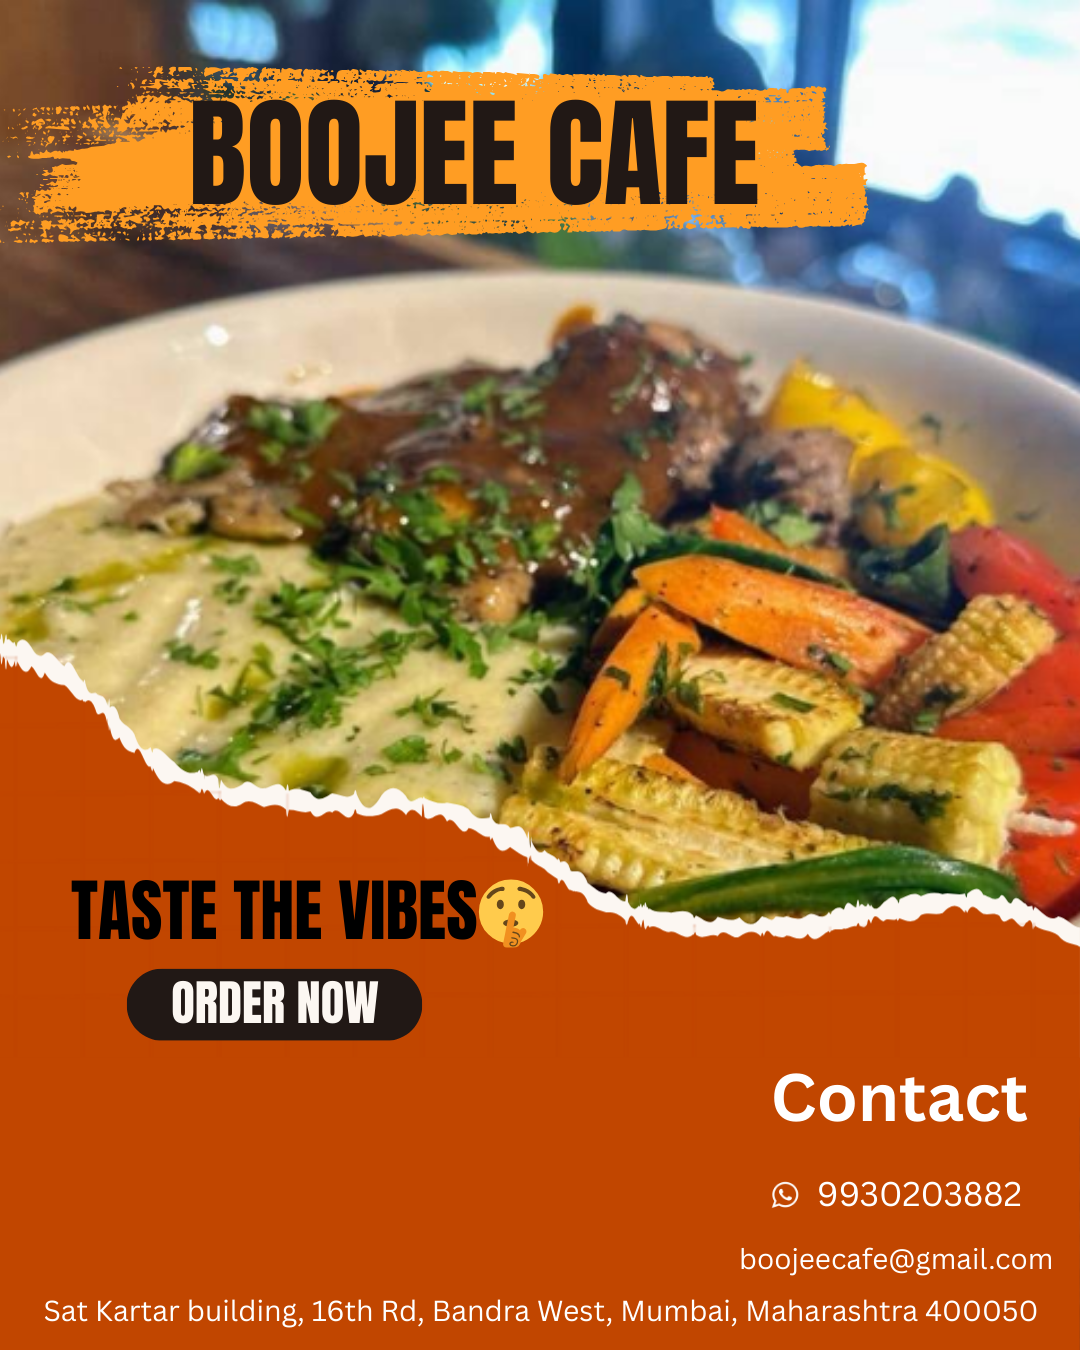 BOOJEE CAFE
TASTE THE VIBES🤫
ORDER NOW
Contact
9930203882
boojeecafe@gmail.com
Sat Kartar building, 16th Rd, Bandra West, Mumbai, Maharashtra 400050